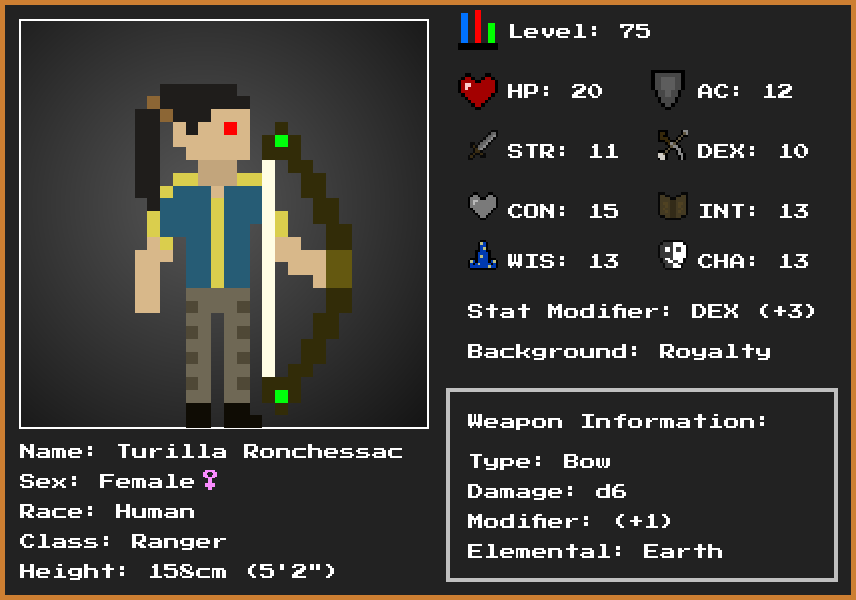 Level: 75
HP: 20 AC: 12
STR: 11 DEX: 10
CON: 15 INT: 13
WIS: 13 CHA: 13
Stat Modifier: DEX (+3)
Background: Royalty
Weapon Information:
Type: Bow
Damage: d6
Modifier: (+1)
Elemental: Earth
Name: Turilla Ronchessac
Sex: Female♀
Race: Human
Class: Ranger
Height: 158cm (5'2")